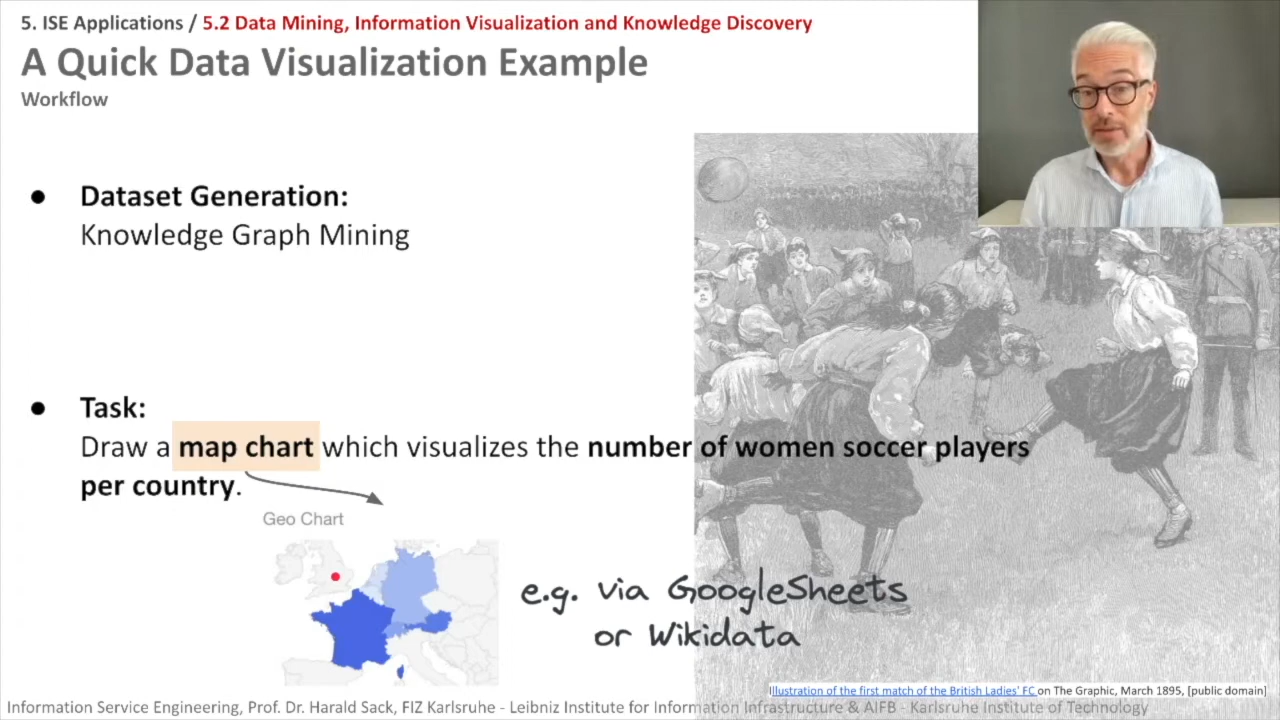 5. ISE Applications / 5.2 Data Mining, Information Visualization and Knowledge Discovery
A Quick Data Visualization Example
Workflow
● Dataset Generation:
Knowledge Graph Mining
● Task:
Draw a map chart which visualizes the number of women soccer players
per country.
Geo Chart
e.g. via GoogleSheets
or Wikidata
Illustration of the first match of the British Ladies' FC on The Graphic, March 1895, [public domain]
Information Service Engineering, Prof. Dr. Harald Sack, FIZ Karlsruhe - Leibniz Institute for Information Infrastructure & AIFB - Karlsruhe Institute of Technology